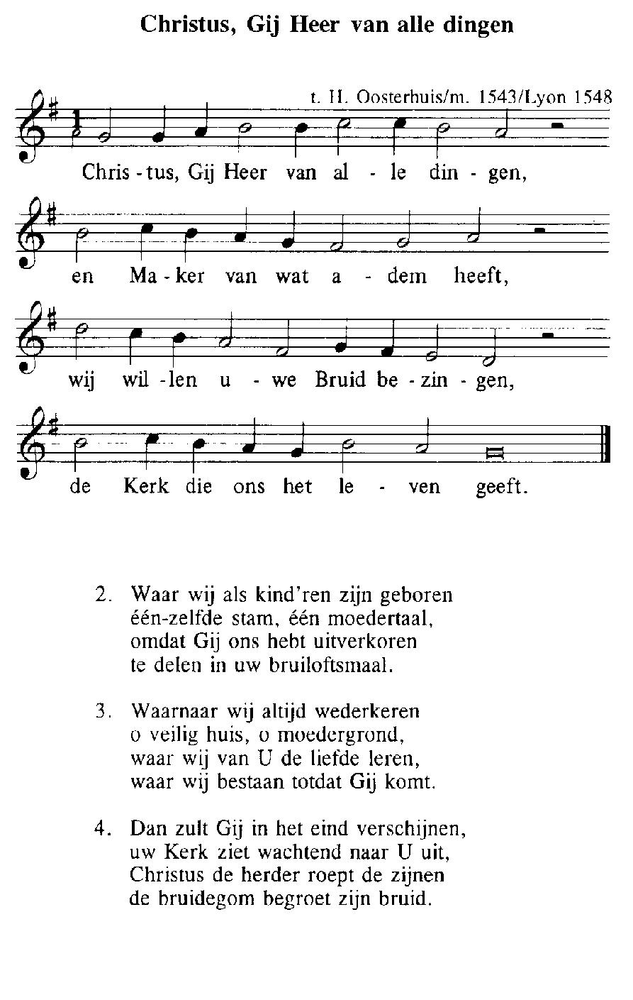 Christus, Gij Heer van alle dingen
t. H. Oosterhuis/m. 1543/Lyon 1548
Chris - tus, Gij Heer van al - le din - gen,
en Ma - ker van wat a - dem heeft,
wij wil - len u - we Bruid be - zin - gen,
de Kerk die ons het le - ven geeft.
2. Waar wij als kind'ren zijn geboren
één-zelfde stam, één moedertaal,
omdat Gij ons hebt uitverkoren
te delen in uw bruiloftsmaal.
3. Waarnaar wij altijd wederkeren
o veilig huis, o moedergrond,
waar wij van U de liefde leren,
waar wij bestaan totdat Gij komt.
4. Dan zult Gij in het eind verschijnen,
uw Kerk ziet wachtend naar U uit,
Christus de herder roept de zijnen
de bruidegom begroet zijn bruid.